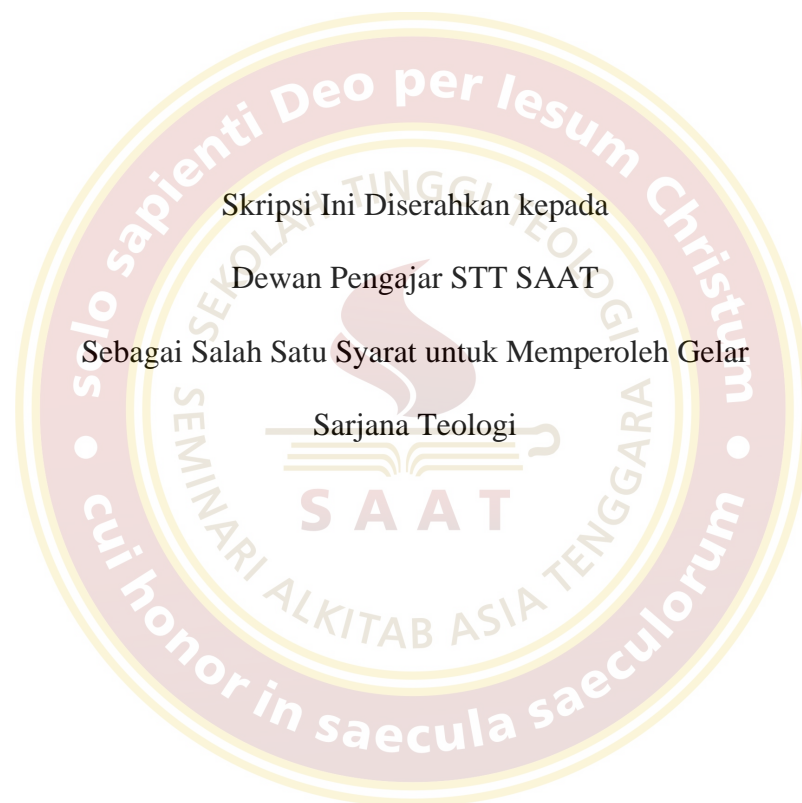 Skripsi Ini Diserahkan kepada
Dewan Pengajar STT SAAT
Sebagai Salah Satu Syarat untuk Memperoleh Gelar
Sarjana Teologi
solo sapienti Deo per Iesum Christum
cui honor in saecula saeculorum
SEKOLAH TINGGI TEOLOGI
SEMINARI ALKITAB ASIA TENGGARA
SAAT